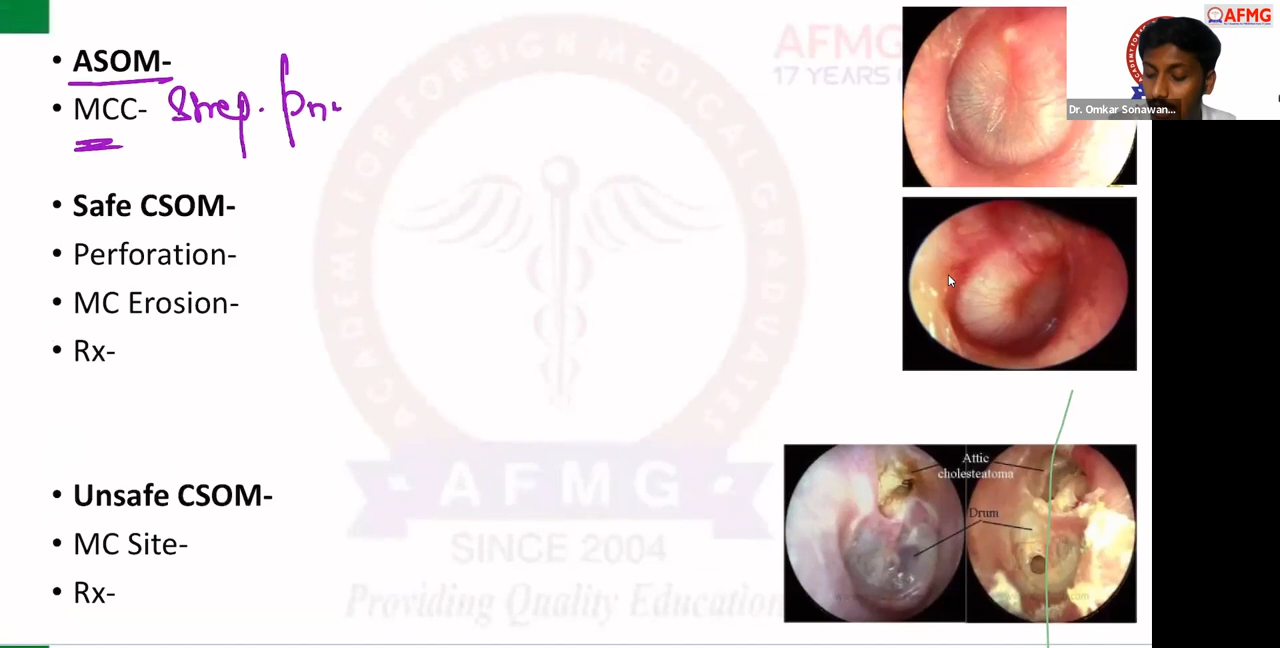 ASOM-
MCC- Strep. pn
Safe CSOM-
Perforation-
MC Erosion-
Rx-
Unsafe CSOM-
MC Site-
Rx-
Attic
cholesteatoma
Drum
Dr. Omkar Sonawan...
AFMG
AFMG
17 YEARS
ACADEMY FOR FOREIGN MEDICAL GRADUATES
AFMG
SINCE 2004
Providing Quality Education